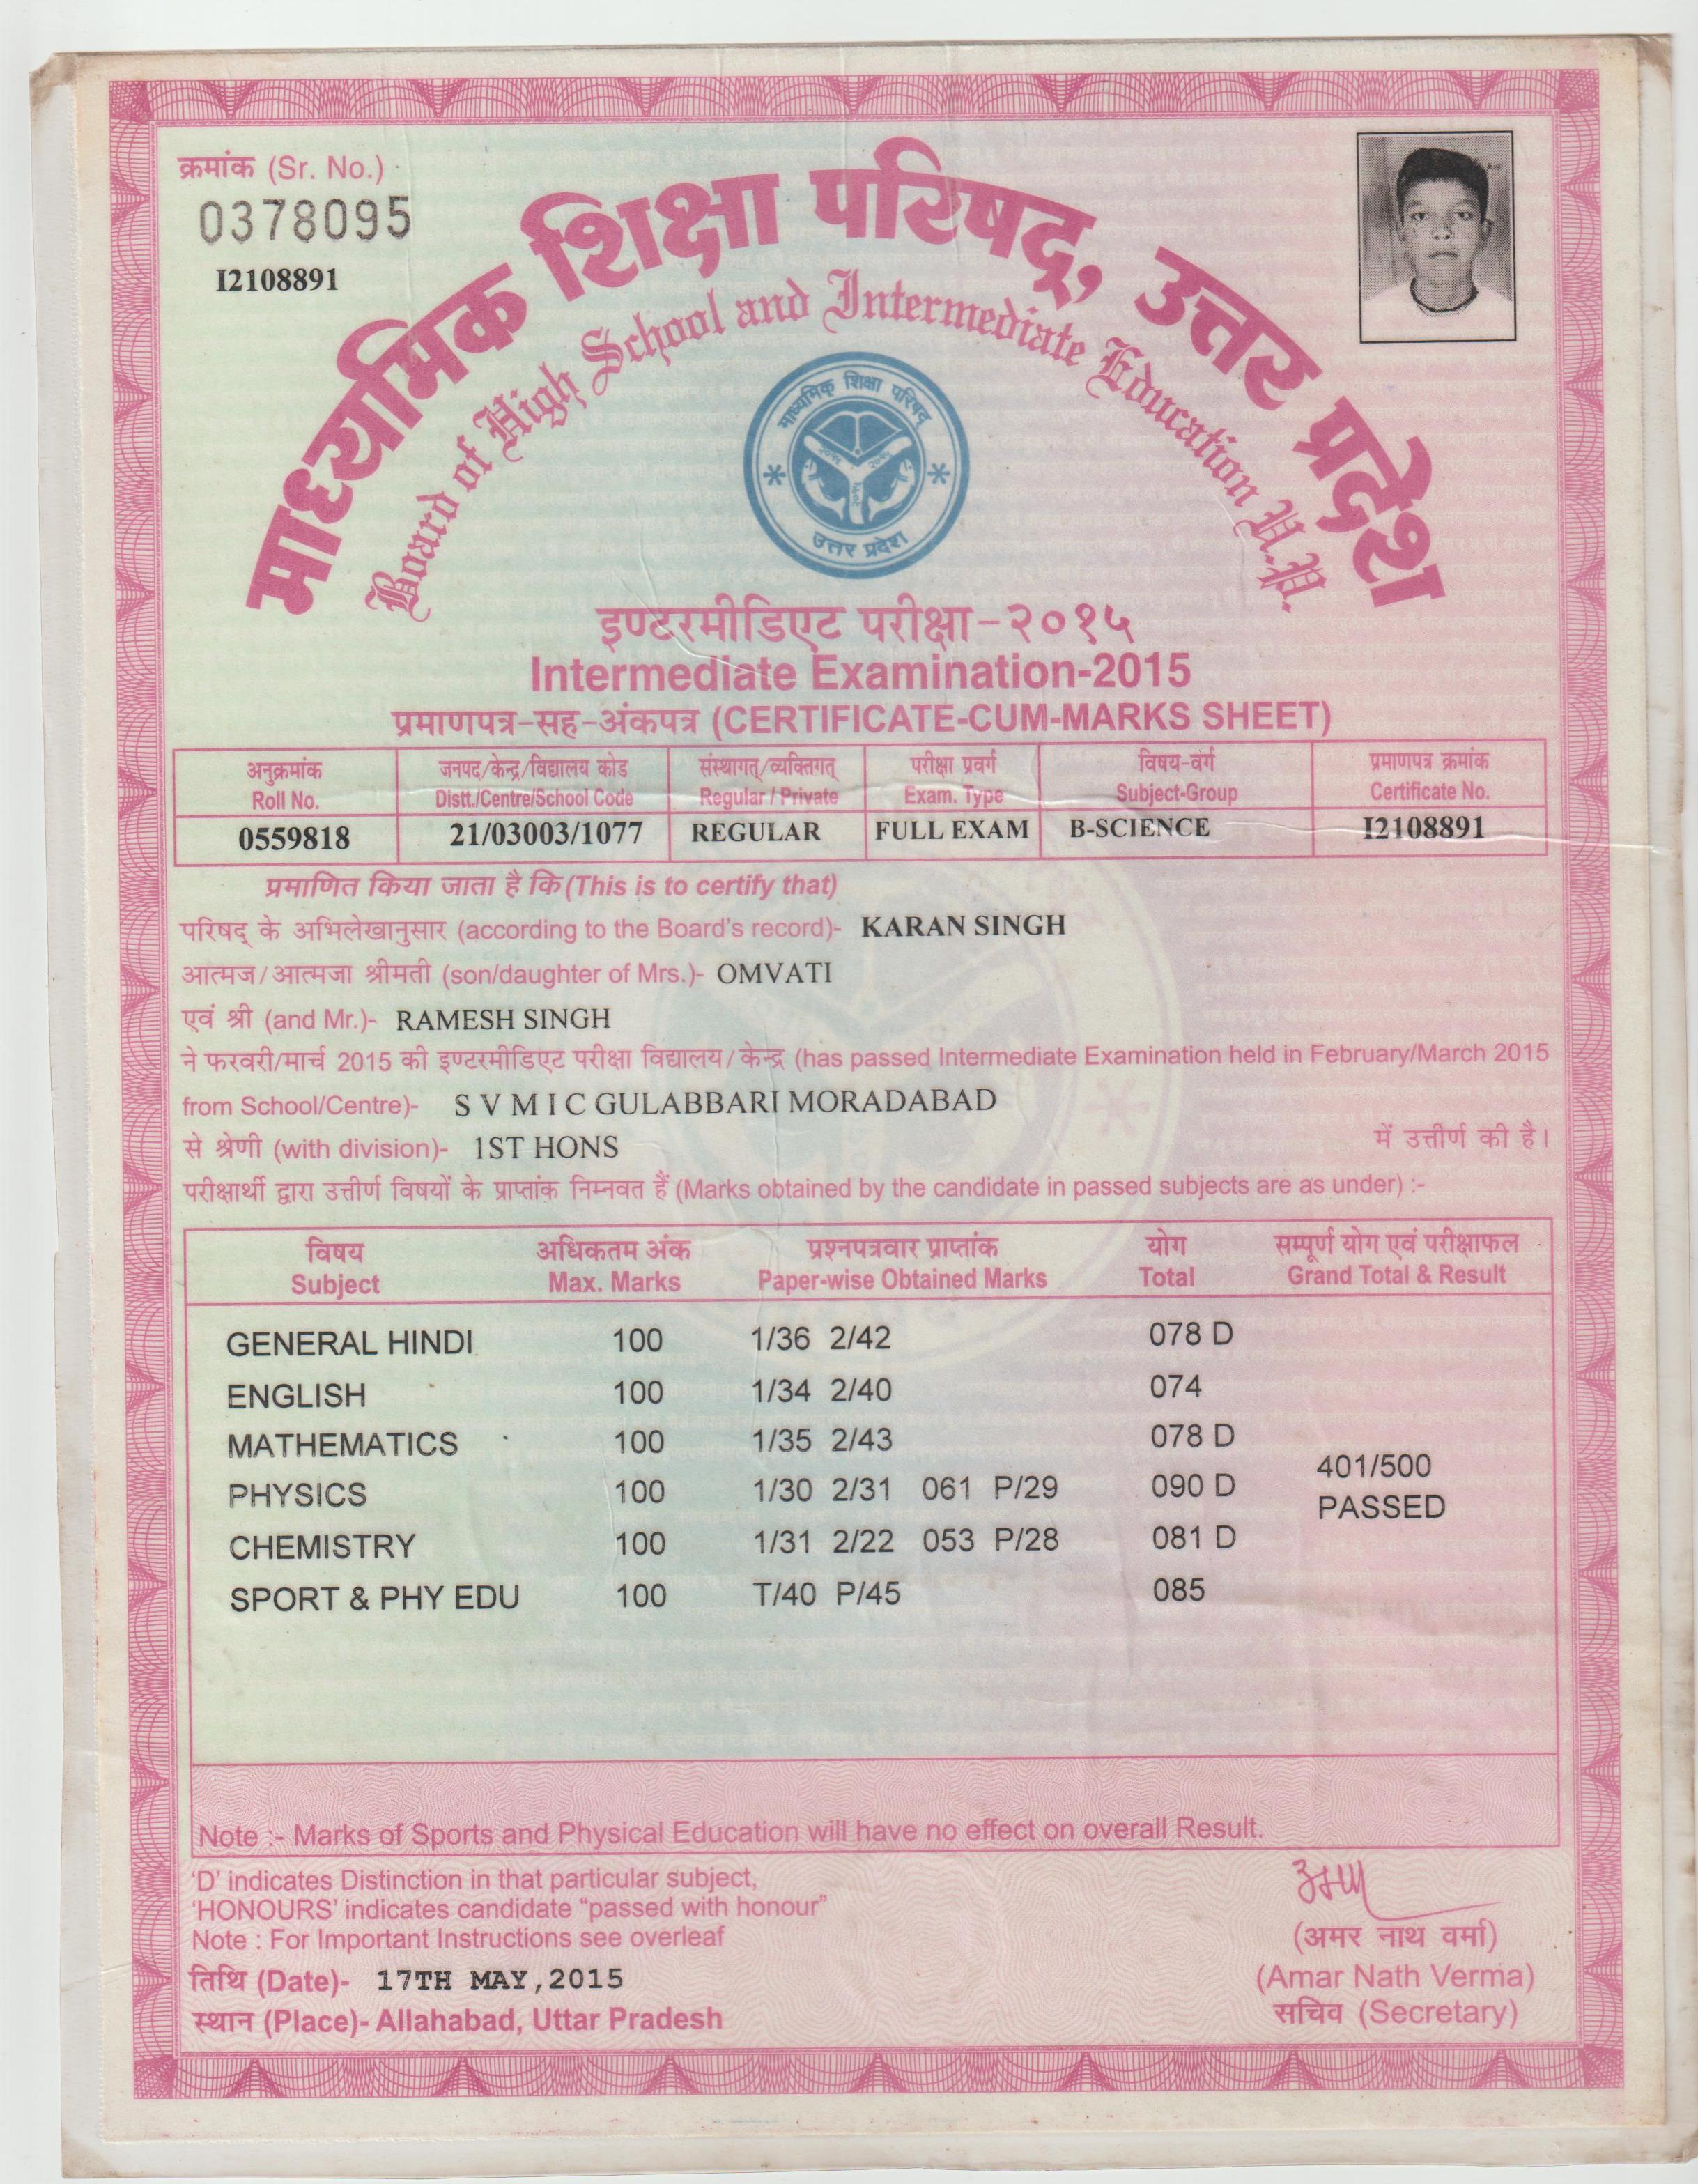 क्रमांक (Sr. No.)
0378095
I2108891
माध्यमिक शिक्षा परिषद्, उत्तर प्रदेश
Board of High School and Intermediate Education U.P.
माध्यमिक शिक्षा परिषद्
उत्तर प्रदेश
इण्टरमीडिएट परीक्षा-२०१५
Intermediate Examination-2015
प्रमाणपत्र-सह-अंकपत्र (CERTIFICATE-CUM-MARKS SHEET)
अनुक्रमांक जनपद/केन्द्र/विद्यालय कोड संस्थागत्/व्यक्तिगत् परीक्षा प्रवर्ग विषय-वर्ग प्रमाणपत्र क्रमांक
Roll No. Distt./Centre/School Code Regular / Private Exam. Type Subject-Group Certificate No.
0559818 21/03003/1077 REGULAR FULL EXAM B-SCIENCE I2108891
प्रमाणित किया जाता है कि (This is to certify that)
परिषद् के अभिलेखानुसार (according to the Board's record)- KARAN SINGH
आत्मज/आत्मजा श्रीमती (son/daughter of Mrs.)- OMVATI
एवं श्री (and Mr.)- RAMESH SINGH
ने फरवरी/मार्च 2015 की इण्टरमीडिएट परीक्षा विद्यालय/केन्द्र (has passed Intermediate Examination held in February/March 2015
from School/Centre)- S V M I C GULABBARI MORADABAD
से श्रेणी (with division)- 1ST HONS में उत्तीर्ण की है।
परीक्षार्थी द्वारा उत्तीर्ण विषयों के प्राप्तांक निम्नवत हैं (Marks obtained by the candidate in passed subjects are as under) :-
विषय अधिकतम अंक प्रश्नपत्रवार प्राप्तांक योग सम्पूर्ण योग एवं परीक्षाफल
Subject Max. Marks Paper-wise Obtained Marks Total Grand Total & Result
GENERAL HINDI 100 1/36 2/42 078 D
ENGLISH 100 1/34 2/40 074
MATHEMATICS 100 1/35 2/43 078 D
401/500
PHYSICS 100 1/30 2/31 061 P/29 090 D
PASSED
CHEMISTRY 100 1/31 2/22 053 P/28 081 D
SPORT & PHY EDU 100 T/40 P/45 085
Note :- Marks of Sports and Physical Education will have no effect on overall Result.
'D' indicates Distinction in that particular subject,
'HONOURS' indicates candidate "passed with honour"
Note : For Important Instructions see overleaf
तिथि (Date)- 17TH MAY,2015
स्थान (Place)- Allahabad, Uttar Pradesh
(अमर नाथ वर्मा)
(Amar Nath Verma)
सचिव (Secretary)